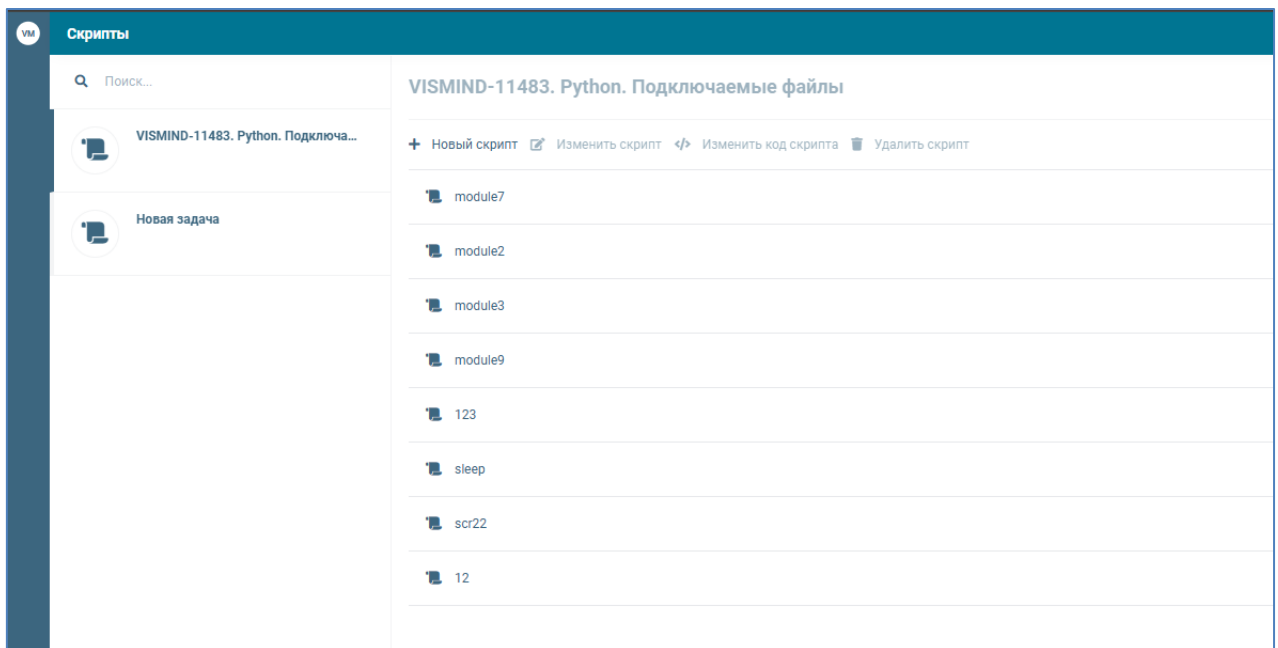 VM
Скрипты
Поиск...
VISMIND-11483. Python. Подключа...
Новая задача
VISMIND-11483. Python. Подключаемые файлы
Новый скрипт Изменить скрипт Изменить код скрипта Удалить скрипт
module7
module2
module3
module9
123
sleep
scr22
12